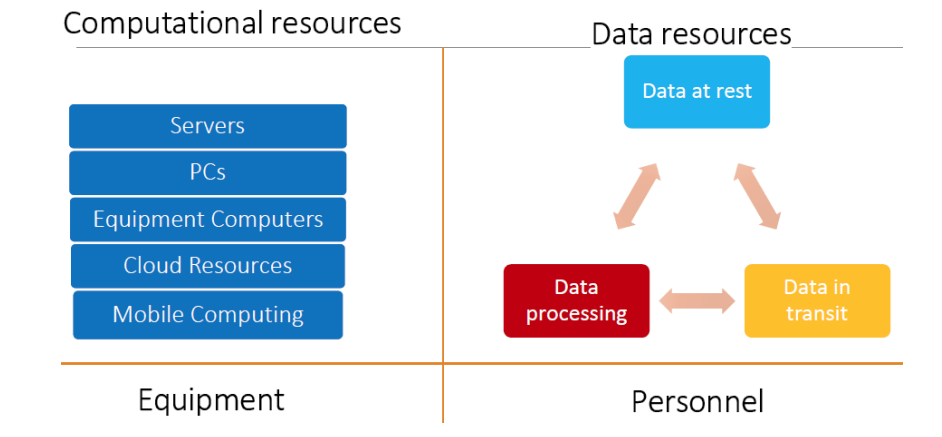 Computational resources
Servers
PCs
Equipment Computers
Cloud Resources
Mobile Computing
Data resources
Data at rest
Data
processing
Data in
transit
Equipment
Personnel